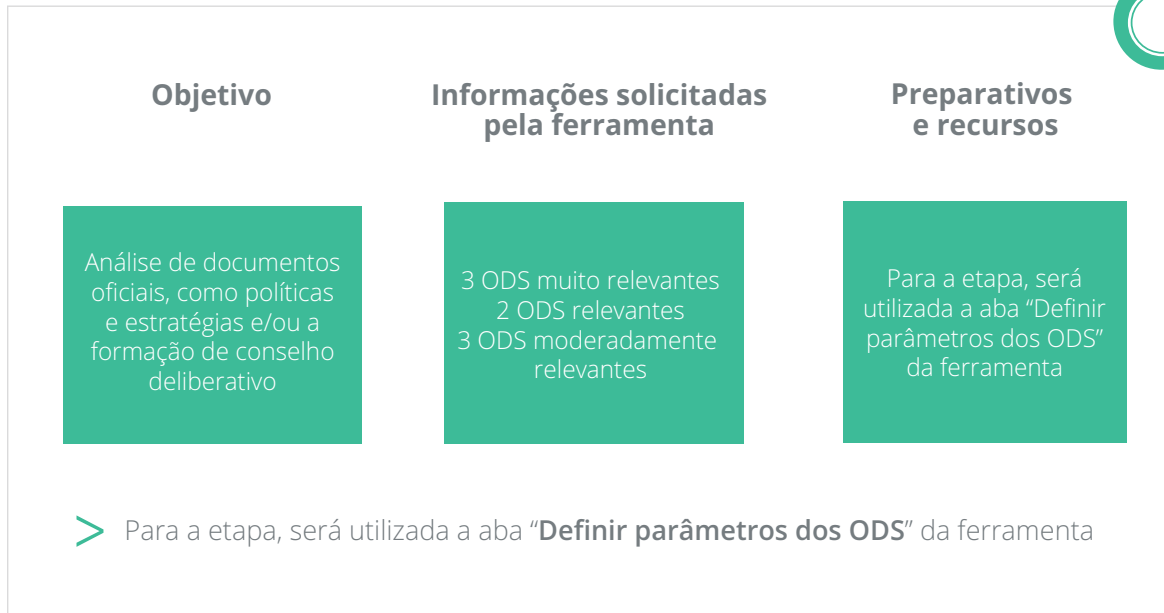 Objetivo
Informações solicitadas
pela ferramenta
Preparativos
e recursos
Análise de documentos
oficiais, como políticas
e estratégias e/ou a
formação de conselho
deliberativo
3 ODS muito relevantes
2 ODS relevantes
3 ODS moderadamente
relevantes
Para a etapa, será
utilizada a aba “Definir
parâmetros dos ODS”
da ferramenta
> Para a etapa, será utilizada a aba “Definir parâmetros dos ODS” da ferramenta